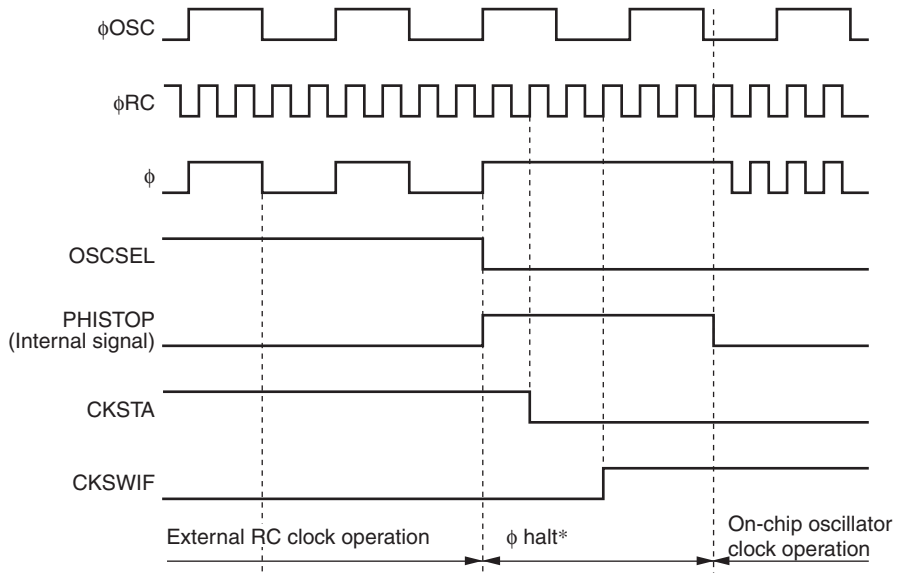 ϕOSC
ϕRC
ϕ
OSCSEL
PHISTOP
(Internal signal)
CKSTA
CKSWIF
External RC clock operation
ϕ halt*
On-chip oscillator
clock operation